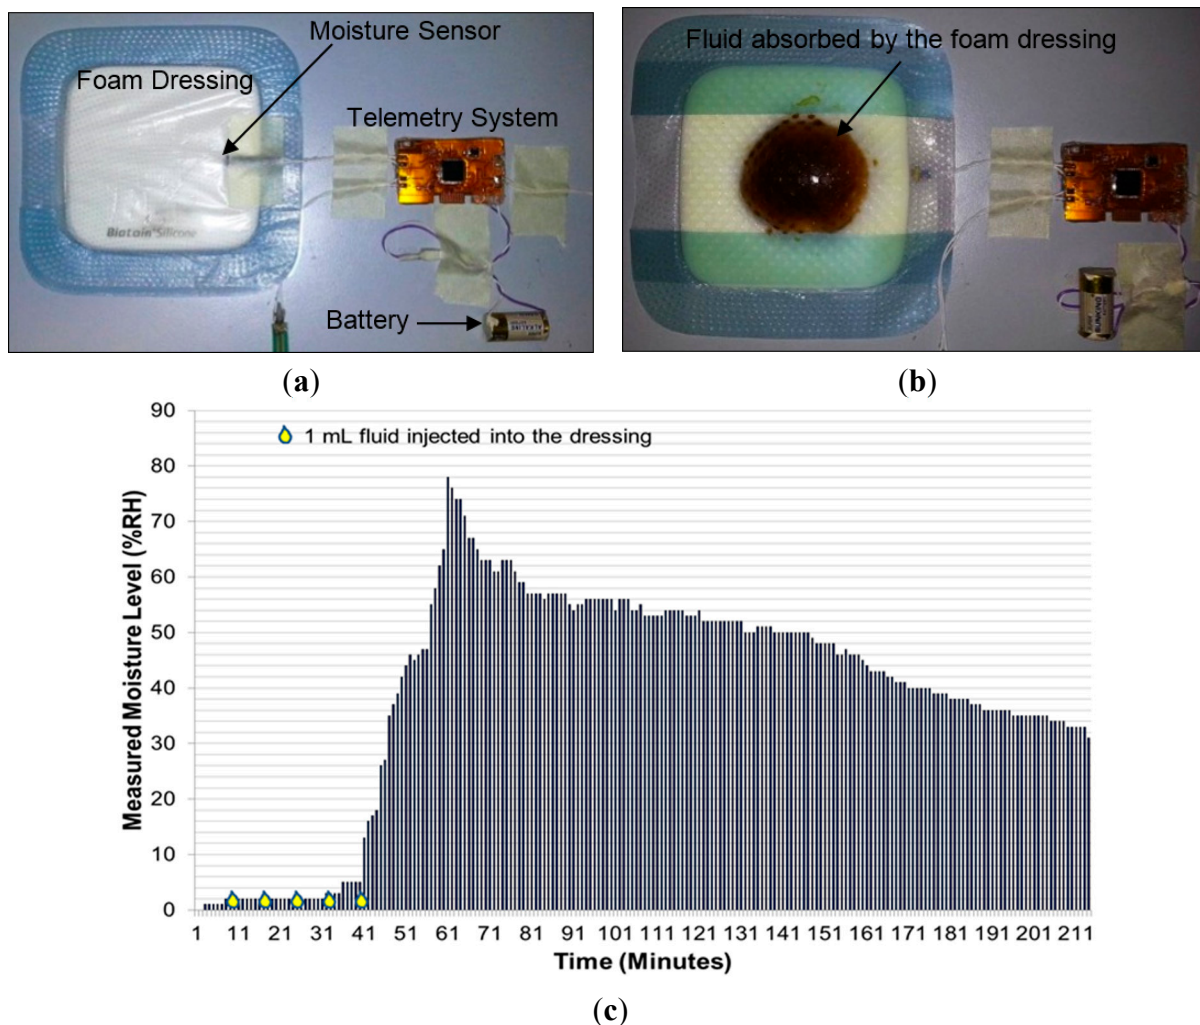 Moisture Sensor
Foam Dressing
Telemetry System
Biatain Silicone
Battery
ALKALINE
(a)
Fluid absorbed by the foam dressing
SUNKING
(b)
90
1 mL fluid injected into the dressing
80
70
60
50
40
30
20
10
0
Measured Moisture Level (%RH)
1 11 21 31 41 51 61 71 81 91 101 111 121 131 141 151 161 171 181 191 201 211
Time (Minutes)
(c)